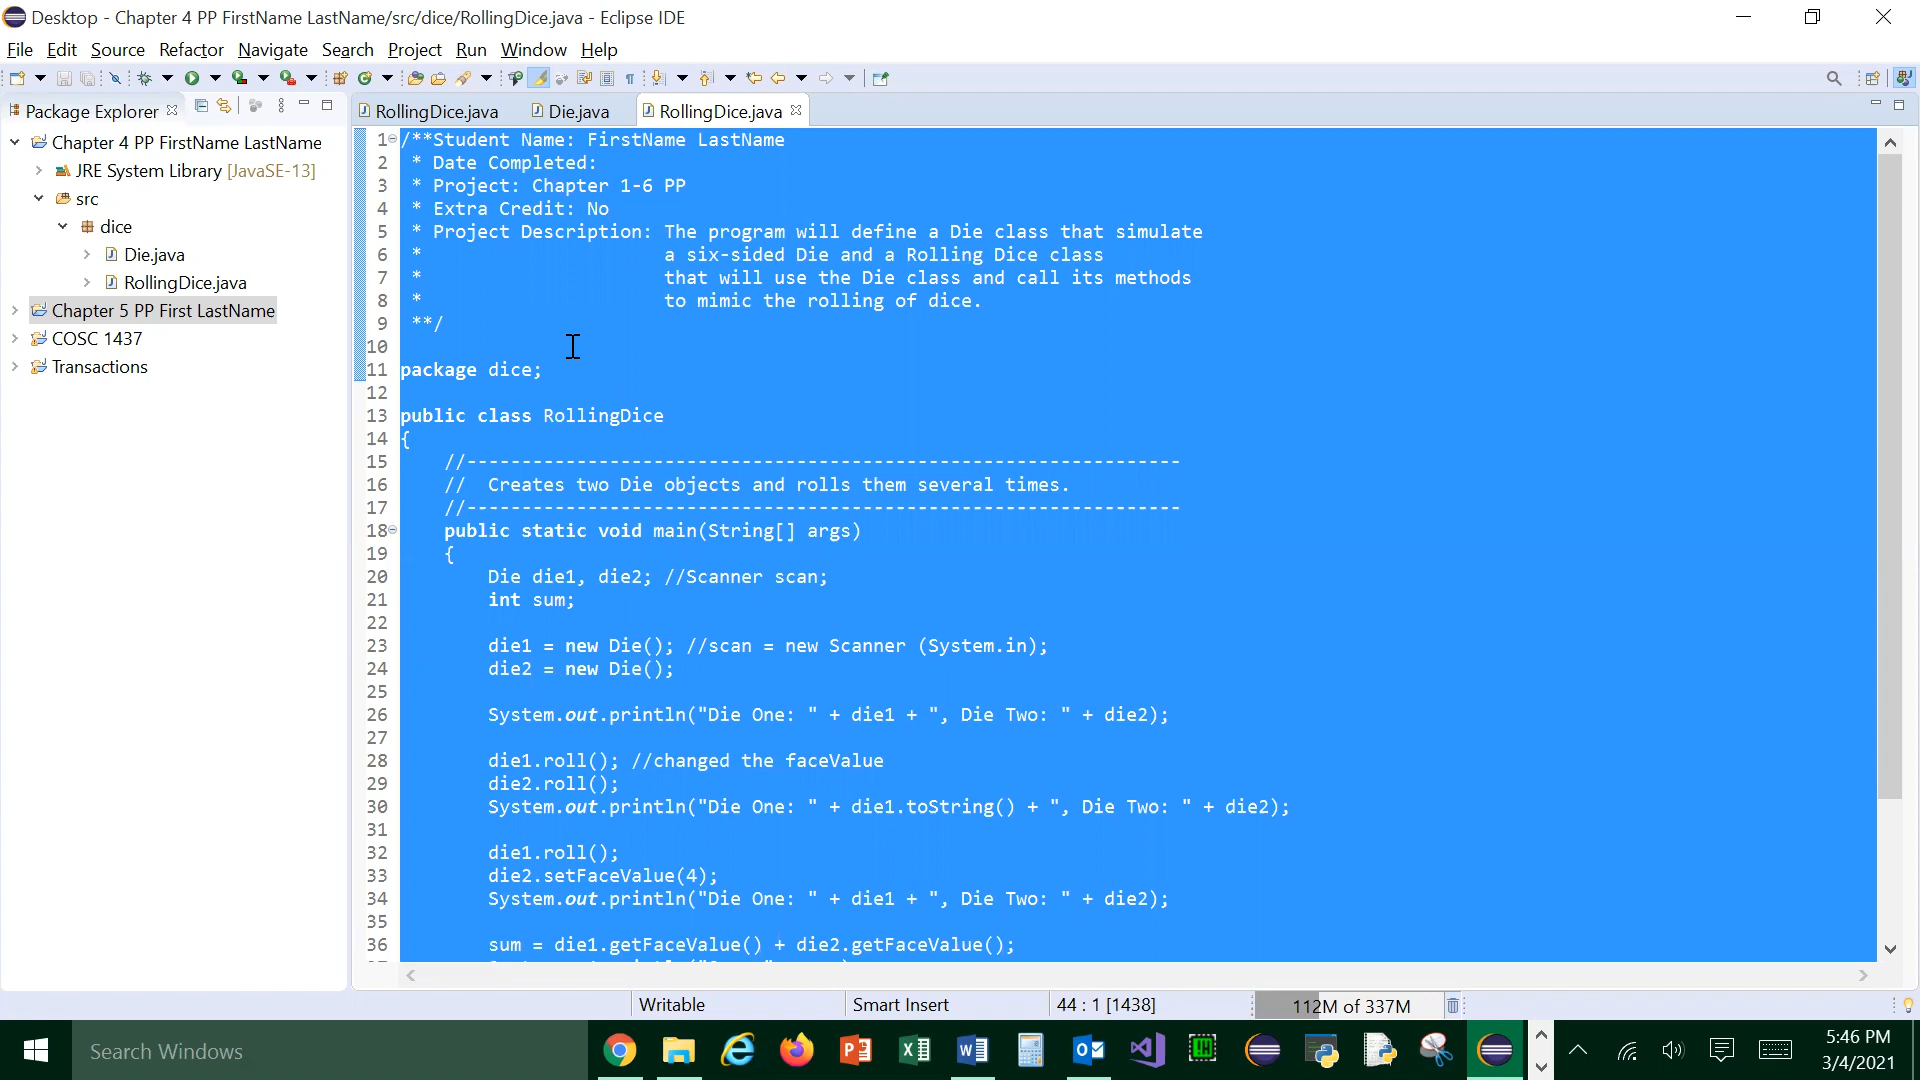 Desktop - Chapter 4 PP FirstName LastName/src/dice/RollingDice.java - Eclipse IDE
File Edit Source Refactor Navigate Search Project Run Window Help
Package Explorer
RollingDice.java Die.java RollingDice.java
Chapter 4 PP FirstName LastName
JRE System Library [JavaSE-13]
src
dice
Die.java
RollingDice.java
Chapter 5 PP First LastName
COSC 1437
Transactions
1 /**Student Name: FirstName LastName
2 * Date Completed:
3 * Project: Chapter 1-6 PP
4 * Extra Credit: No
5 * Project Description: The program will define a Die class that simulate
6 * a six-sided Die and a Rolling Dice class
7 * that will use the Die class and call its methods
8 * to mimic the rolling of dice.
9 **/
10
11 package dice;
12
13 public class RollingDice
14 {
15 //-----------------------------------------------------------------
16 // Creates two Die objects and rolls them several times.
17 //-----------------------------------------------------------------
18 public static void main(String[] args)
19 {
20 Die die1, die2; //Scanner scan;
21 int sum;
22
23 die1 = new Die(); //scan = new Scanner (System.in);
24 die2 = new Die();
25
26 System.out.println("Die One: " + die1 + ", Die Two: " + die2);
27
28 die1.roll(); //changed the faceValue
29 die2.roll();
30 System.out.println("Die One: " + die1.toString() + ", Die Two: " + die2);
31
32 die1.roll();
33 die2.setFaceValue(4);
34 System.out.println("Die One: " + die1 + ", Die Two: " + die2);
35
36 sum = die1.getFaceValue() + die2.getFaceValue();
Writable Smart Insert 44 : 1 [1438] 112M of 337M
Search Windows
5:46 PM
3/4/2021